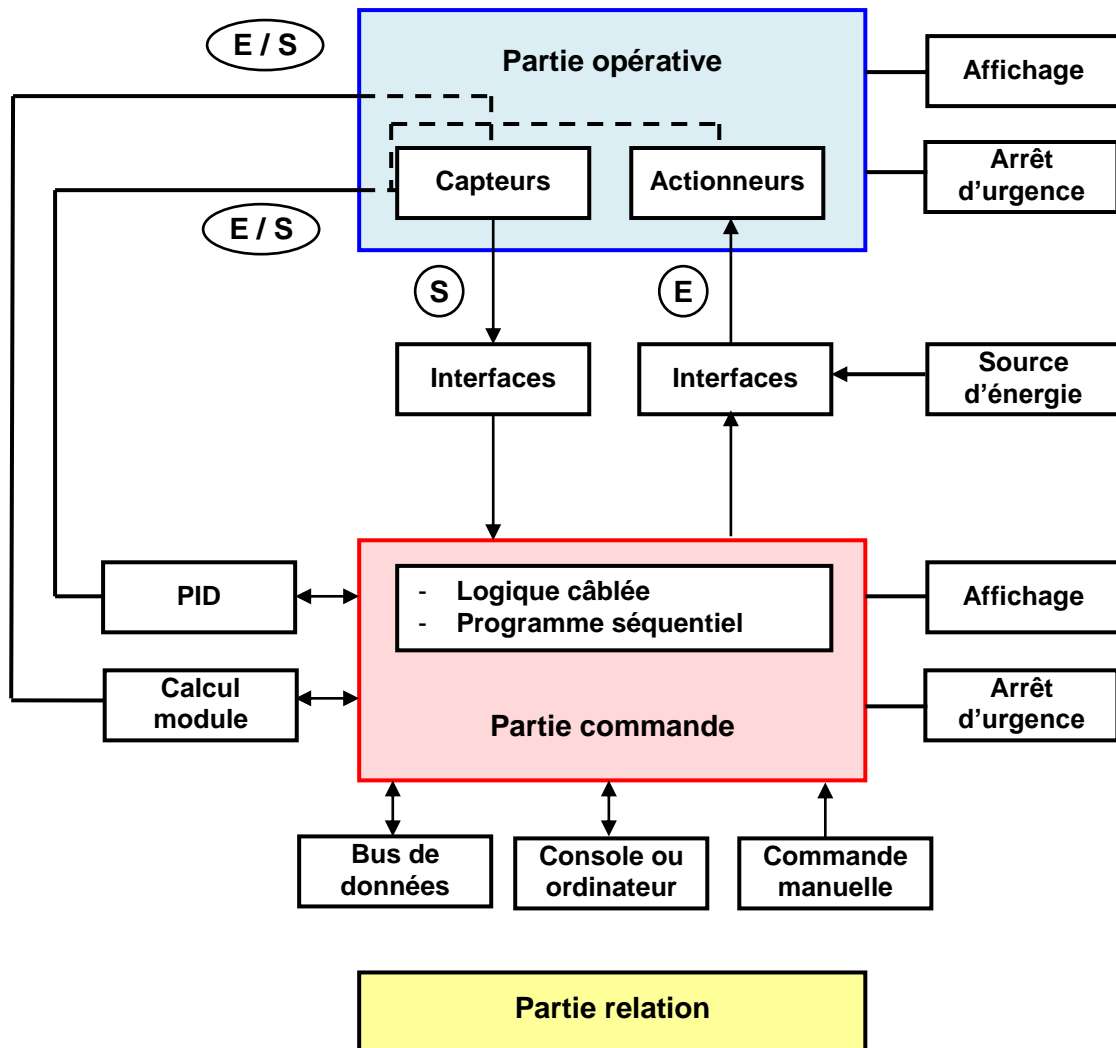 E / S
Partie opérative
Affichage
Capteurs
Actionneurs
Arrêt
d’urgence
E / S
S
E
Interfaces
Interfaces
Source
d’énergie
PID
- Logique câblée
- Programme séquentiel
Affichage
Calcul
module
Partie commande
Arrêt
d’urgence
Bus de
données
Console ou
ordinateur
Commande
manuelle
Partie relation